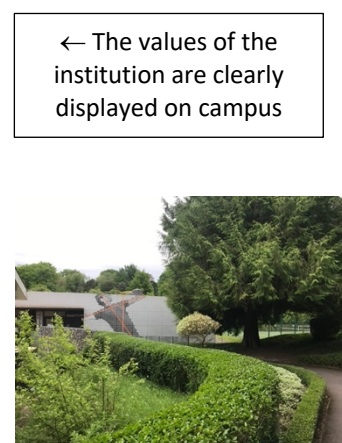 ← The values of the
institution are clearly
displayed on campus